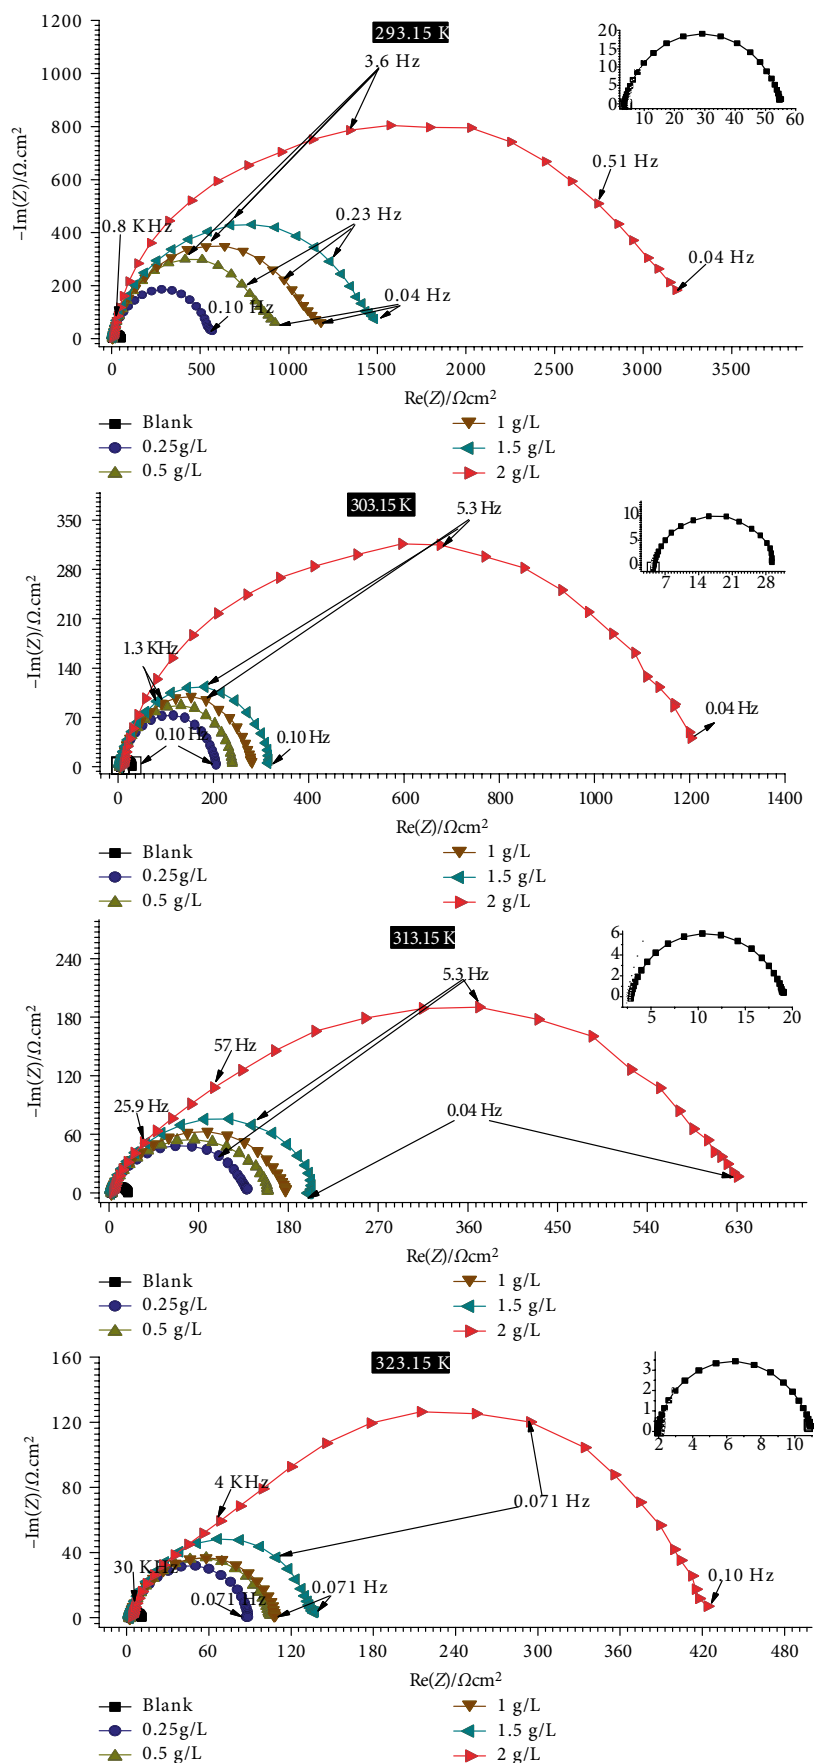 293.15 K
1200
1000
800
600
400
200
0
−Im(Z)/Ω.cm²
3.6 Hz
0.51 Hz
0.8 KHz
0.23 Hz
0.04 Hz
0.10 Hz
0.04 Hz
20
15
10
5
0
10 20 30 40 50 60
0 500 1000 1500 2000 2500 3000 3500
Re(Z)/Ωcm²
Blank
0.25g/L
0.5 g/L
1 g/L
1.5 g/L
2 g/L
303.15 K
350
280
210
140
70
0
−Im(Z)/Ω.cm²
5.3 Hz
1.3 KHz
0.04 Hz
0.10 Hz
0.10 Hz
10
5
0
7 14 21 28
0 200 400 600 800 1000 1200 1400
Re(Z)/Ωcm²
Blank
0.25g/L
0.5 g/L
1 g/L
1.5 g/L
2 g/L
313.15 K
240
180
120
60
0
−Im(Z)/Ω.cm²
5.3 Hz
57 Hz
25.9 Hz
0.04 Hz
6
4
2
0
5 10 15 20
0 90 180 270 360 450 540 630
Re(Z)/Ωcm²
Blank
0.25g/L
0.5 g/L
1 g/L
1.5 g/L
2 g/L
323.15 K
160
120
80
40
0
−Im(Z)/Ω.cm²
4 KHz
0.071 Hz
30 KHz
0.071 Hz
0.071 Hz
0.10 Hz
3
2
1
0
2 4 6 8 10
0 60 120 180 240 300 360 420 480
Re(Z)/Ωcm²
Blank
0.25g/L
0.5 g/L
1 g/L
1.5 g/L
2 g/L